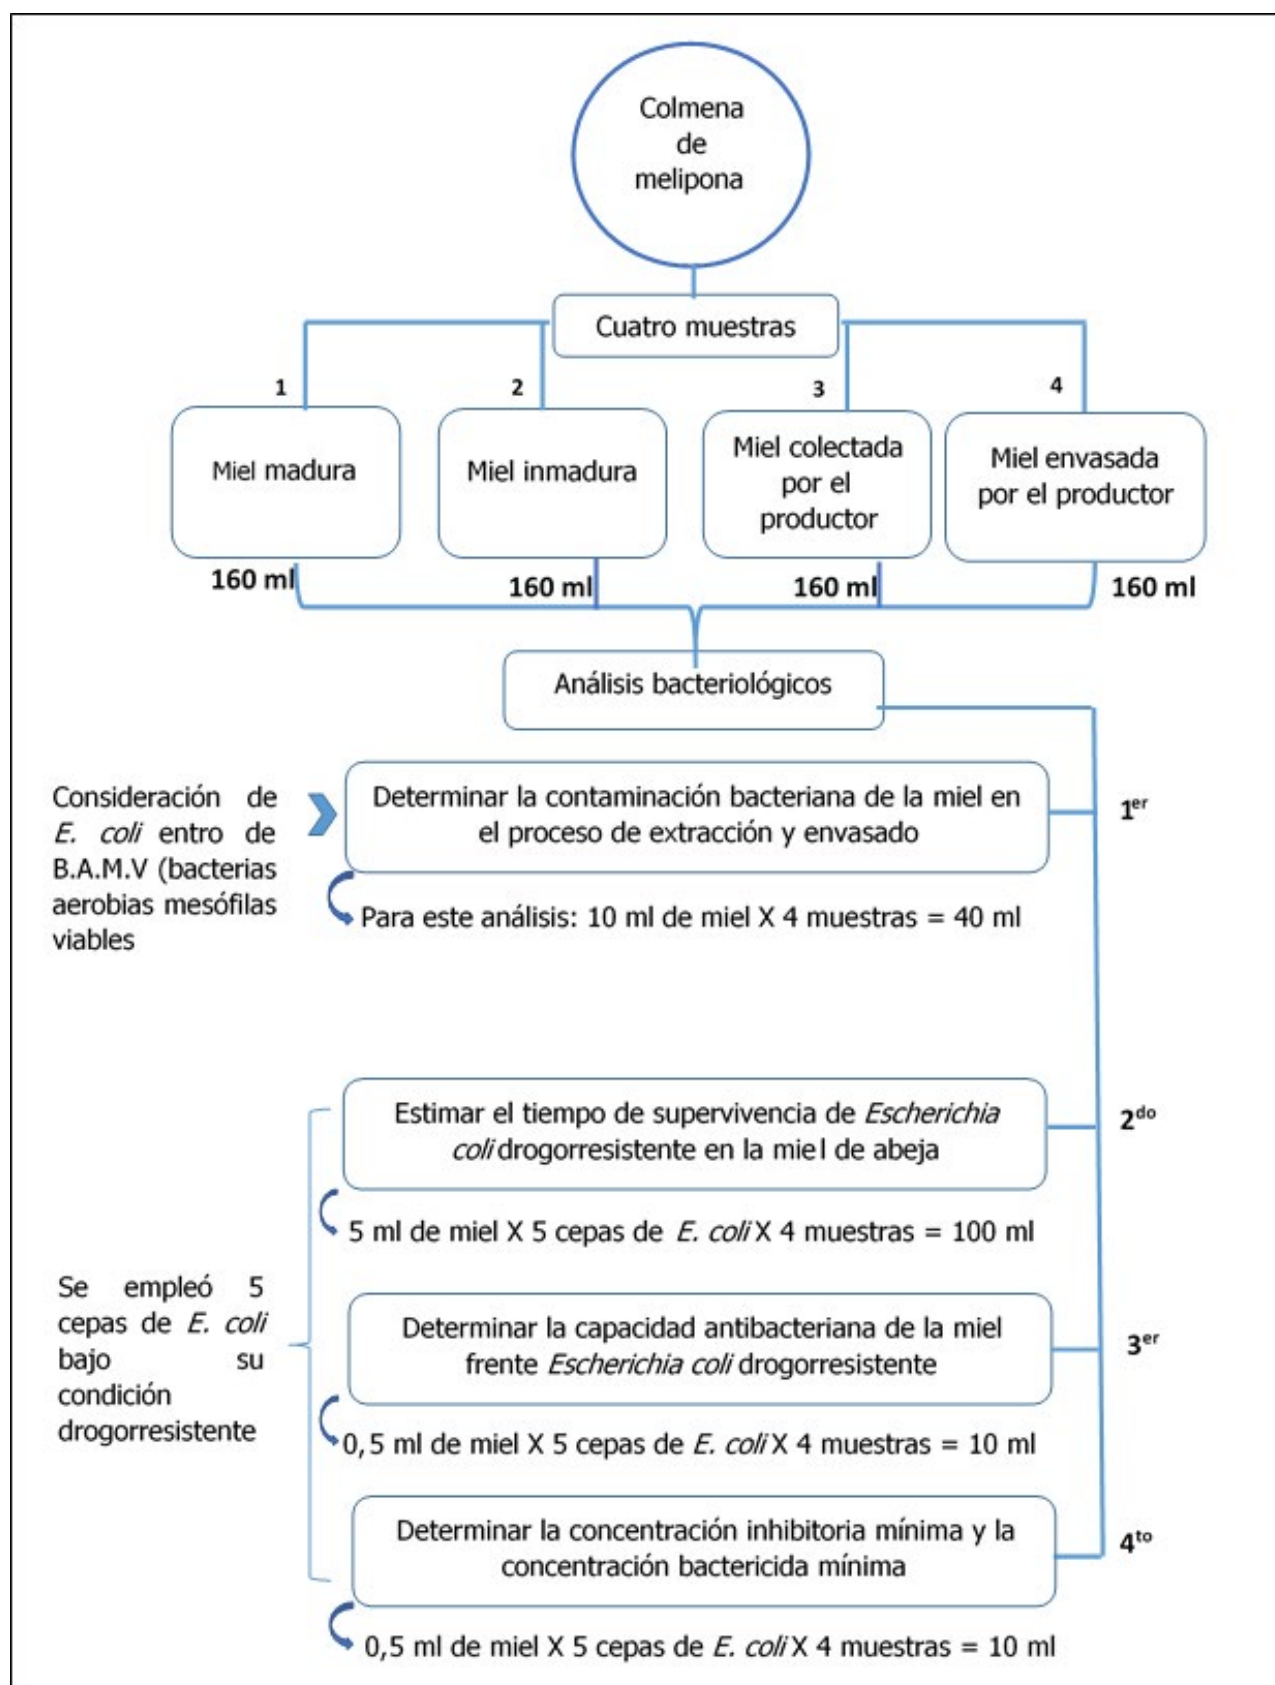 Colmena
de
melipona
Cuatro muestras
1
2
3
4
Miel madura
Miel inmadura
Miel colectada
por el
productor
Miel envasada
por el productor
160 ml
160 ml
160 ml
160 ml
Análisis bacteriológicos
Consideración de
E. coli entro de
B.A.M.V (bacterias
aerobias mesófilas
viables
Determinar la contaminación bacteriana de la miel en
el proceso de extracción y envasado
1er
Para este análisis: 10 ml de miel X 4 muestras = 40 ml
Estimar el tiempo de supervivencia de Escherichia
coli drogorresistente en la miel de abeja
2do
5 ml de miel X 5 cepas de E. coli X 4 muestras = 100 ml
Se empleó 5
cepas de E. coli
bajo su
condición
drogorresistente
Determinar la capacidad antibacteriana de la miel
frente Escherichia coli drogorresistente
3er
0,5 ml de miel X 5 cepas de E. coli X 4 muestras = 10 ml
Determinar la concentración inhibitoria mínima y la
concentración bactericida mínima
4to
0,5 ml de miel X 5 cepas de E. coli X 4 muestras = 10 ml